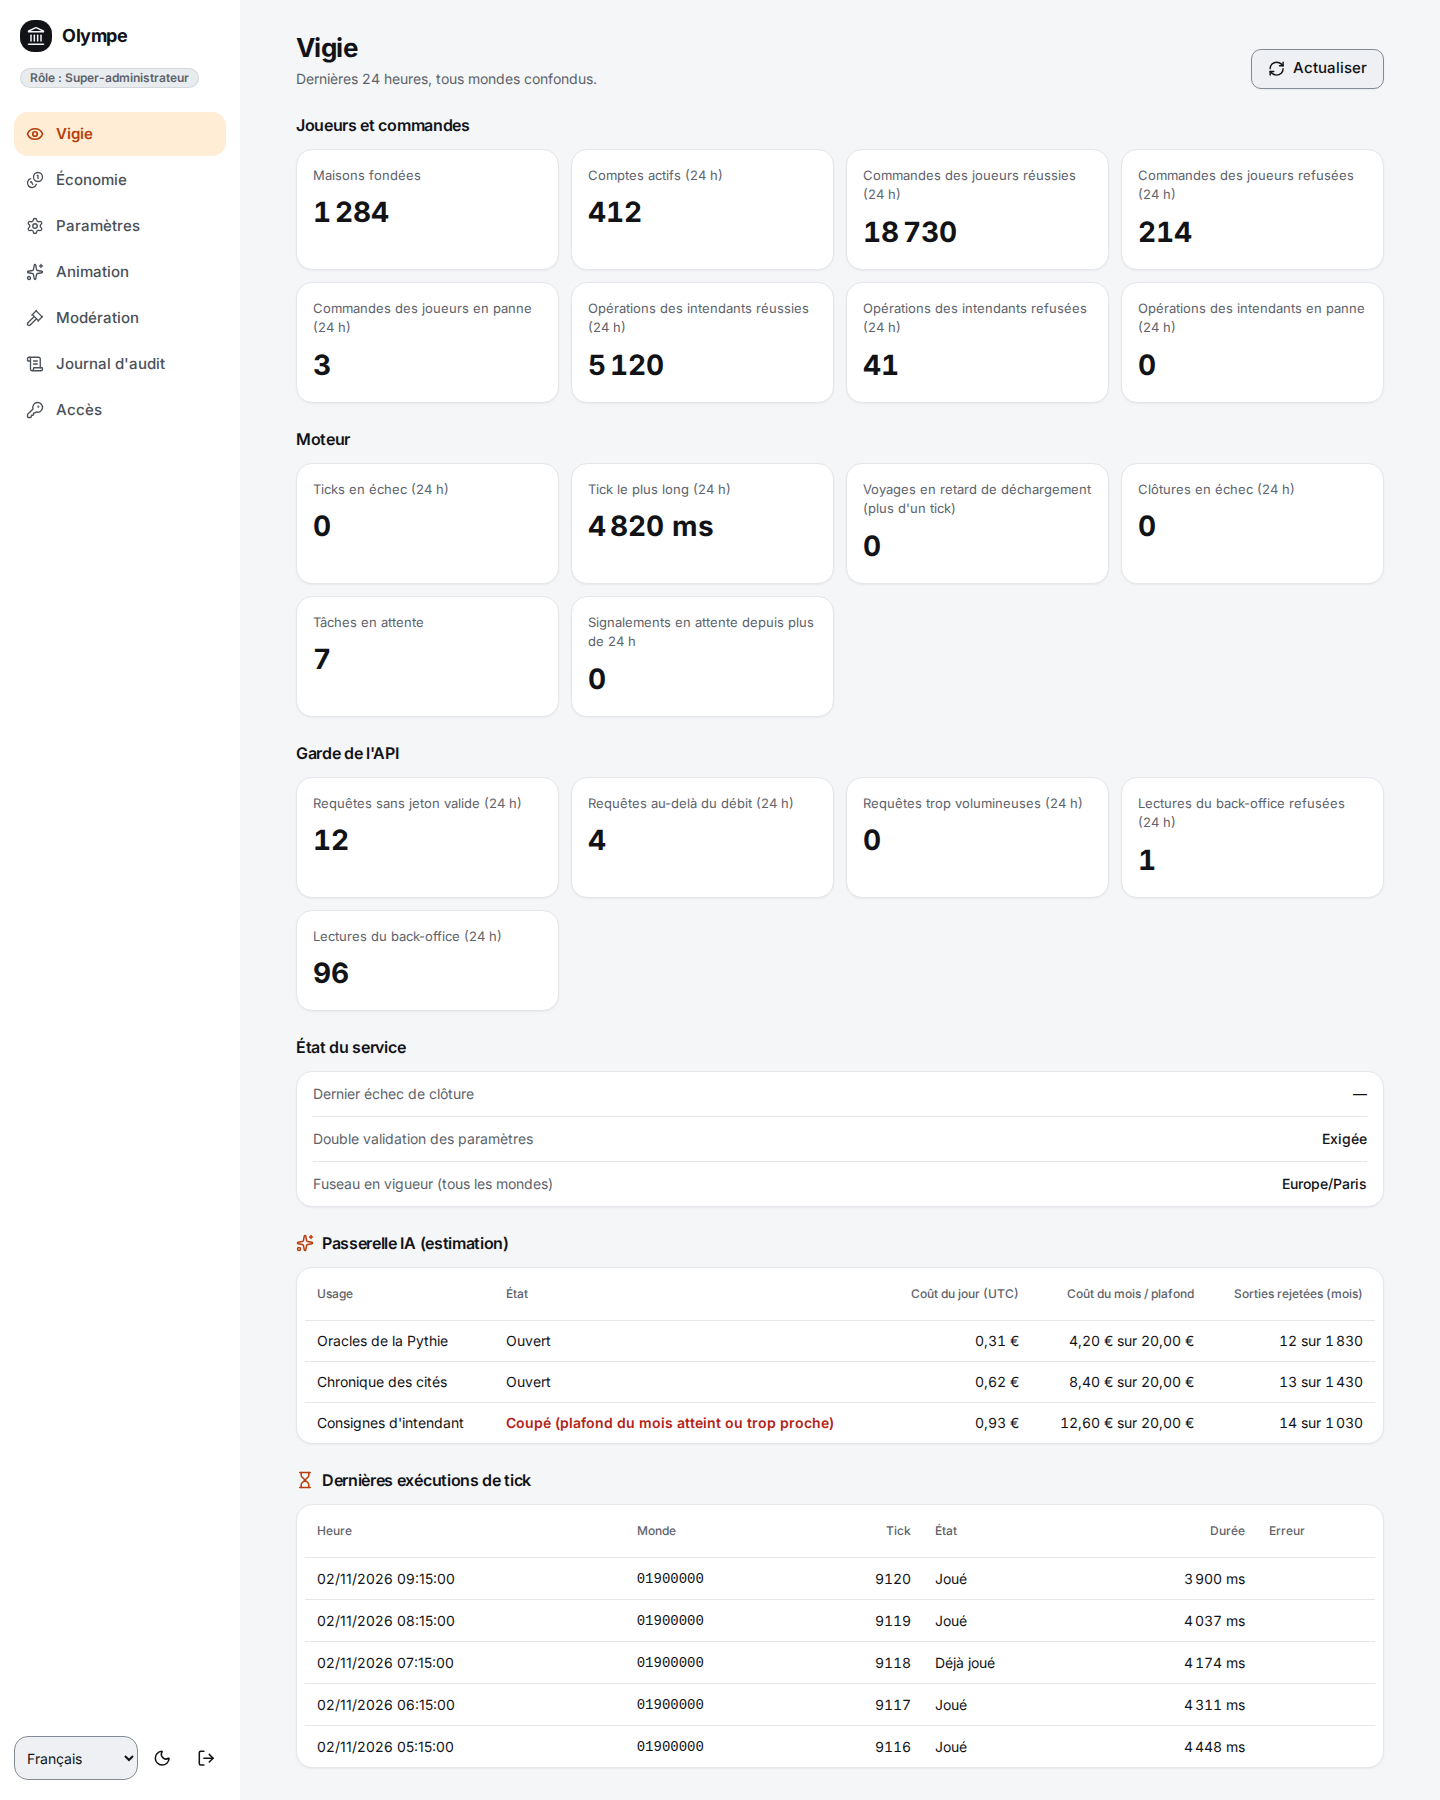 Olympe
Rôle : Super-administrateur
Vigie
Économie
Paramètres
Animation
Modération
Journal d'audit
Accès
Français
Vigie
Dernières 24 heures, tous mondes confondus.
Actualiser
Joueurs et commandes
Maisons fondées
1 284
Comptes actifs (24 h)
412
Commandes des joueurs réussies
(24 h)
18 730
Commandes des joueurs refusées
(24 h)
214
Commandes des joueurs en panne
(24 h)
3
Opérations des intendants réussies
(24 h)
5 120
Opérations des intendants refusées
(24 h)
41
Opérations des intendants en panne
(24 h)
0
Moteur
Ticks en échec (24 h)
0
Tick le plus long (24 h)
4 820 ms
Voyages en retard de déchargement
(plus d'un tick)
0
Clôtures en échec (24 h)
0
Tâches en attente
7
Signalements en attente depuis plus
de 24 h
0
Garde de l'API
Requêtes sans jeton valide (24 h)
12
Requêtes au-delà du débit (24 h)
4
Requêtes trop volumineuses (24 h)
0
Lectures du back-office refusées
(24 h)
1
Lectures du back-office (24 h)
96
État du service
Dernier échec de clôture —
Double validation des paramètres Exigée
Fuseau en vigueur (tous les mondes) Europe/Paris
Passerelle IA (estimation)
Usage État Coût du jour (UTC) Coût du mois / plafond Sorties rejetées (mois)
Oracles de la Pythie Ouvert 0,31 € 4,20 € sur 20,00 € 12 sur 1 830
Chronique des cités Ouvert 0,62 € 8,40 € sur 20,00 € 13 sur 1 430
Consignes d'intendant Coupé (plafond du mois atteint ou trop proche) 0,93 € 12,60 € sur 20,00 € 14 sur 1 030
Dernières exécutions de tick
Heure Monde Tick État Durée Erreur
02/11/2026 09:15:00 01900000 9120 Joué 3 900 ms
02/11/2026 08:15:00 01900000 9119 Joué 4 037 ms
02/11/2026 07:15:00 01900000 9118 Déjà joué 4 174 ms
02/11/2026 06:15:00 01900000 9117 Joué 4 311 ms
02/11/2026 05:15:00 01900000 9116 Joué 4 448 ms